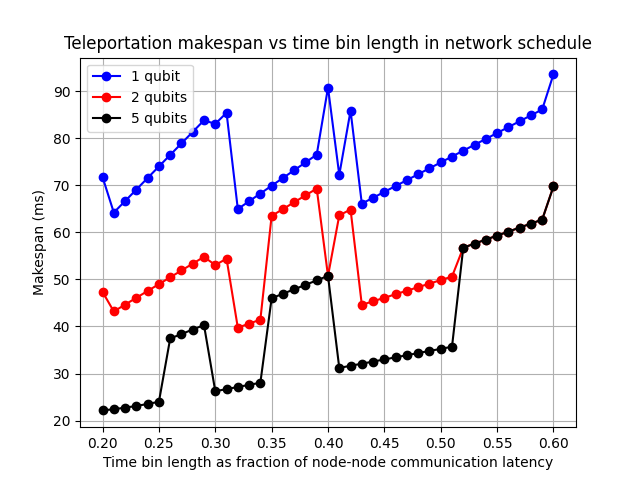 Teleportation makespan vs time bin length in network schedule
1 qubit
2 qubits
5 qubits
Makespan (ms)
90
80
70
60
50
40
30
20
0.20 0.25 0.30 0.35 0.40 0.45 0.50 0.55 0.60
Time bin length as fraction of node-node communication latency